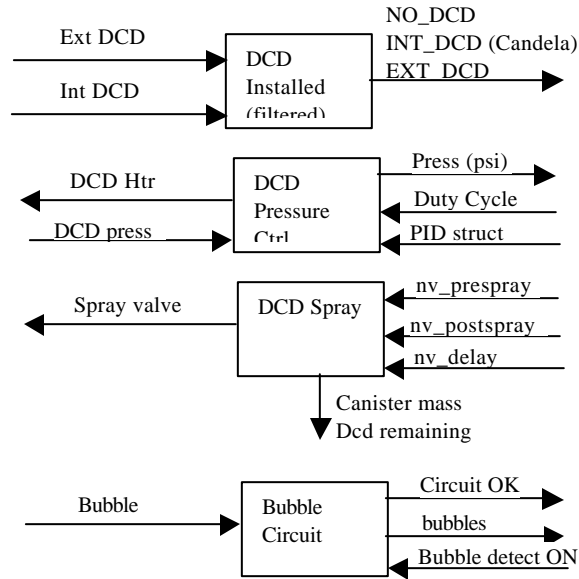 Ext DCD
Int DCD
DCD
Installed
(filtered)
NO_DCD
INT_DCD (Candela)
EXT_DCD
DCD Htr
DCD press
DCD
Pressure
Ctrl
Press (psi)
Duty Cycle
PID struct
Spray valve
DCD Spray
nv_prespray
nv_postspray
nv_delay
Canister mass
Dcd remaining
Bubble
Bubble
Circuit
Circuit OK
bubbles
Bubble detect ON